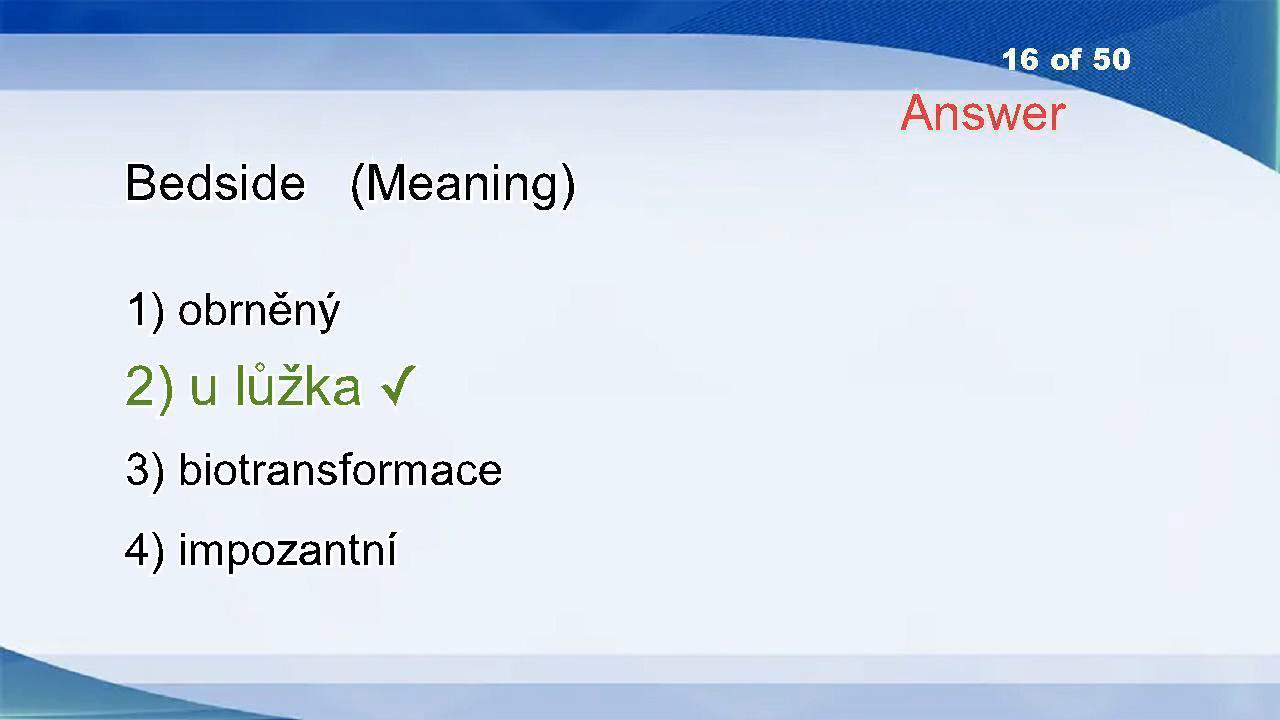 16 of 50
Answer
Bedside (Meaning)
1) obrněný
2) u lůžka ✓
3) biotransformace
4) impozantní